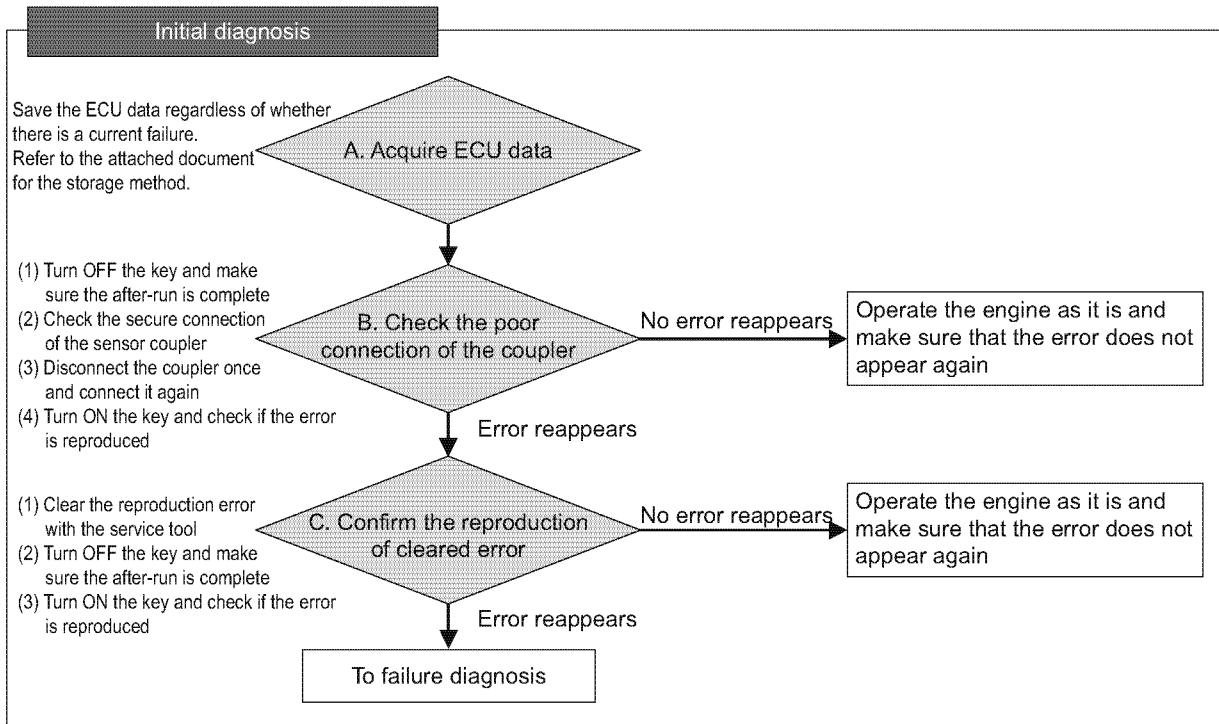 Initial diagnosis
Save the ECU data regardless of whether
there is a current failure.
Refer to the attached document
for the storage method.
A. Acquire ECU data
(1) Turn OFF the key and make
sure the after-run is complete
(2) Check the secure connection
of the sensor coupler
(3) Disconnect the coupler once
and connect it again
(4) Turn ON the key and check if the error
is reproduced
B. Check the poor
connection of the coupler
No error reappears
Operate the engine as it is and
make sure that the error does not
appear again
Error reappears
(1) Clear the reproduction error
with the service tool
(2) Turn OFF the key and make
sure the after-run is complete
(3) Turn ON the key and check if the error
is reproduced
C. Confirm the reproduction
of cleared error
No error reappears
Operate the engine as it is and
make sure that the error does not
appear again
Error reappears
To failure diagnosis